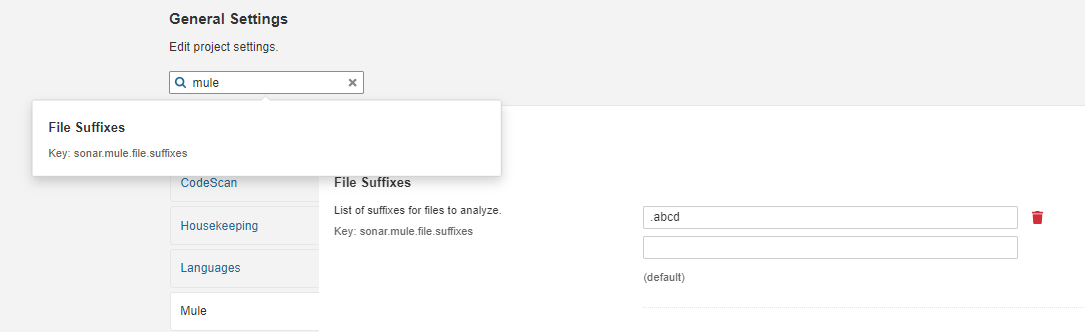 General Settings
Edit project settings.
mule
File Suffixes
Key: sonar.mule.file.suffixes
CodeScan
Housekeeping
Languages
Mule
File Suffixes
List of suffixes for files to analyze.
Key: sonar.mule.file.suffixes
.abcd
(default)